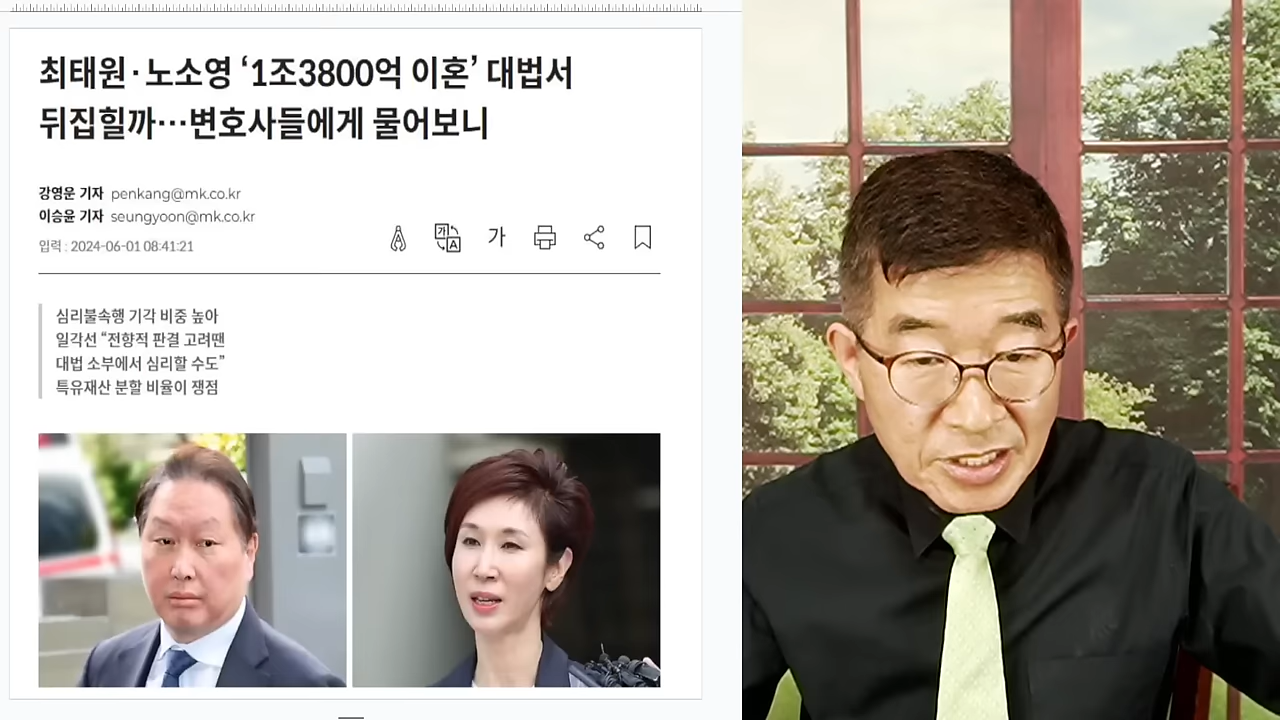 최태원·노소영 ‘1조3800억 이혼’ 대법서
뒤집힐까…변호사들에게 물어보니
강영운 기자 penkang@mk.co.kr
이승윤 기자 seungyoon@mk.co.kr
입력 : 2024-06-01 08:41:21
가 A 가
심리불속행 기각 비중 높아
일각선 “전향적 판결 고려땐
대법 소부에서 심리할 수도”
특유재산 분할 비율이 쟁점